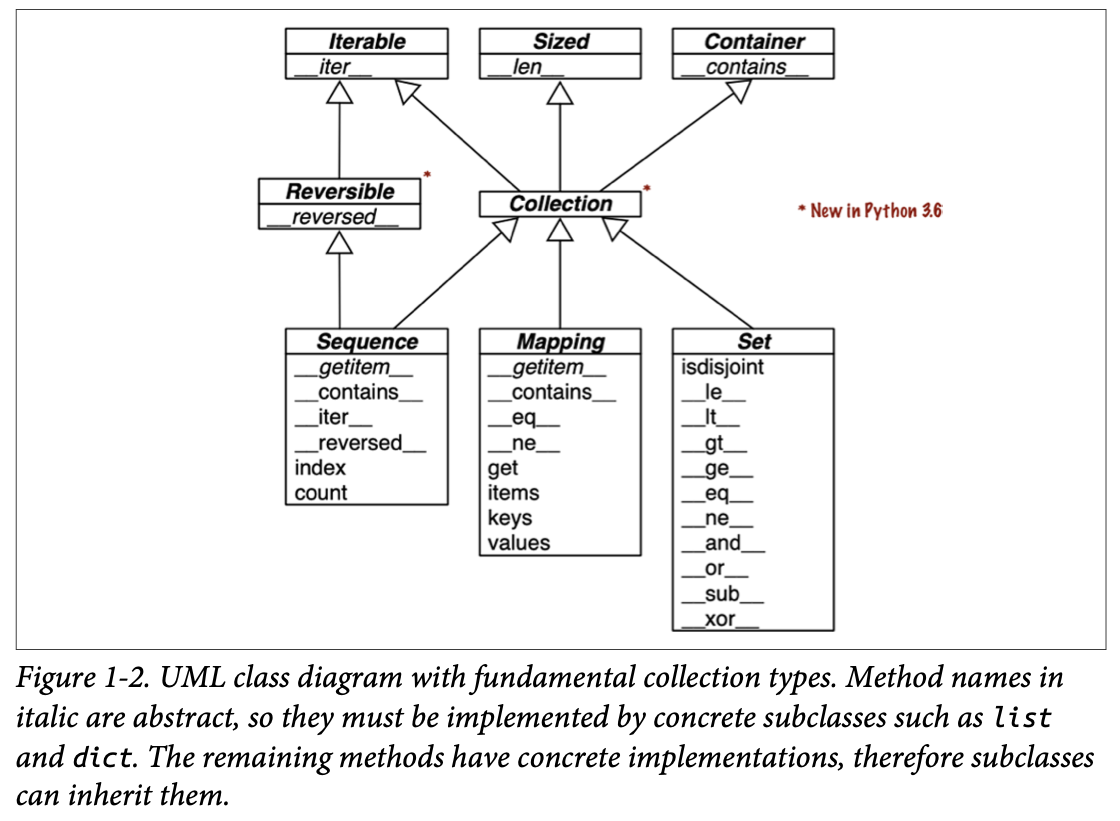 Iterable
__iter__
Sized
__len__
Container
__contains__
Reversible
*
__reversed__
Collection
*
* New in Python 3.6
Sequence
__getitem__
__contains__
__iter__
__reversed__
index
count
Mapping
__getitem__
__contains__
__eq__
__ne__
get
items
keys
values
Set
isdisjoint
__le__
__lt__
__gt__
__ge__
__eq__
__ne__
__and__
__or__
__sub__
__xor__
Figure 1-2. UML class diagram with fundamental collection types. Method names in
italic are abstract, so they must be implemented by concrete subclasses such as list
and dict. The remaining methods have concrete implementations, therefore subclasses
can inherit them.